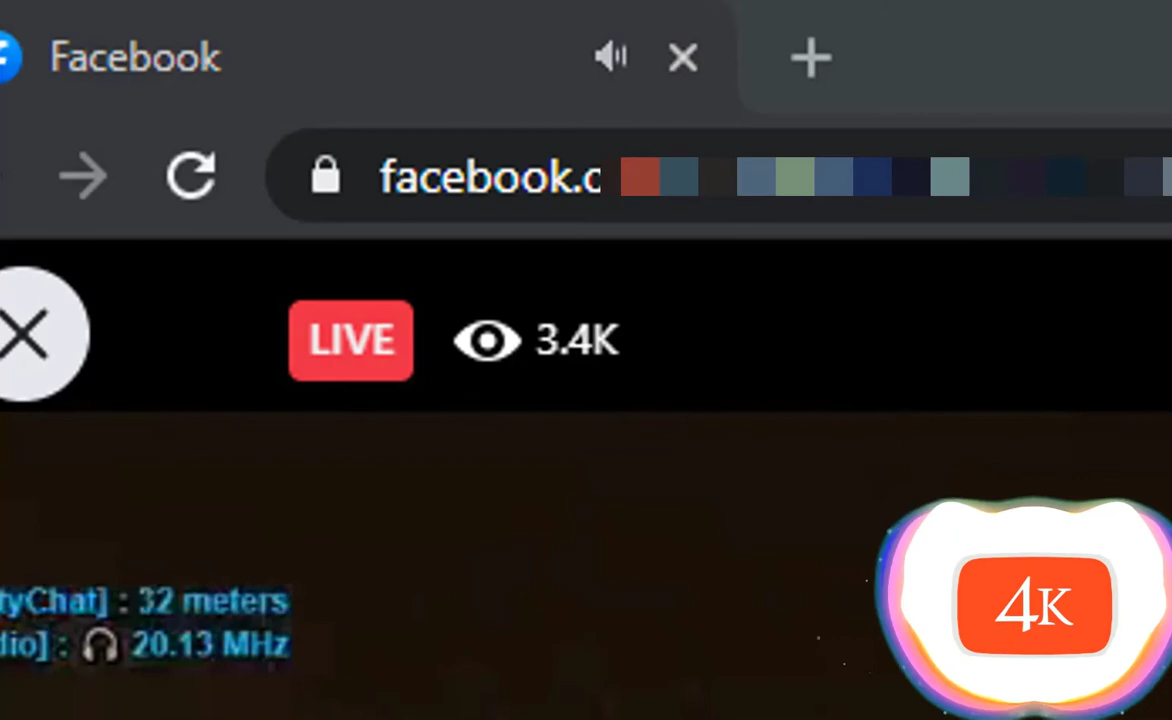 Facebook
facebook.c
LIVE 3.4K
tyChat] : 32 meters
dio] : 🎧 20.13 MHz
4K